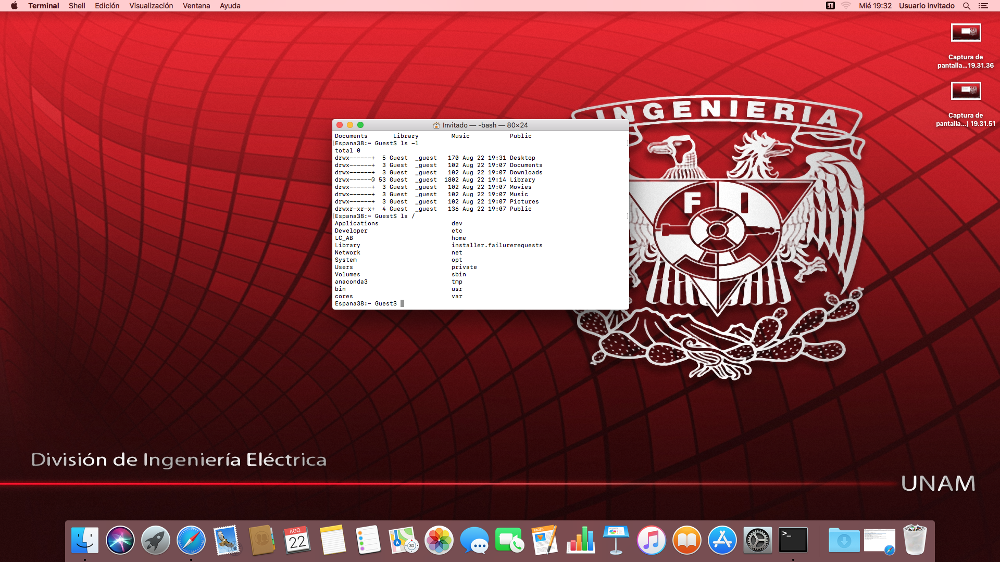 Terminal Shell Edición Visualización Ventana Ayuda
Mié 19:32 Usuario invitado
Captura de
pantalla...19.31.36
Captura de
pantalla...) 19.31.51
INGENIERIA
F I
Invitado — -bash — 80×24
Documents Library Music Public
[Espana38:~ Guest$ ls -l ]
total 0
drwx------+ 5 Guest _guest 170 Aug 22 19:31 Desktop
drwx------+ 3 Guest _guest 102 Aug 22 19:07 Documents
drwx------+ 3 Guest _guest 102 Aug 22 19:07 Downloads
drwx------@ 53 Guest _guest 1802 Aug 22 19:14 Library
drwx------+ 3 Guest _guest 102 Aug 22 19:07 Movies
drwx------+ 3 Guest _guest 102 Aug 22 19:07 Music
drwx------+ 3 Guest _guest 102 Aug 22 19:07 Pictures
drwxr-xr-x+ 4 Guest _guest 136 Aug 22 19:07 Public
[Espana38:~ Guest$ ls / ]
Applications dev
Developer etc
LC_AB home
Library installer.failurerequests
Network net
System opt
Users private
Volumes sbin
anaconda3 tmp
bin usr
cores var
Espana38:~ Guest$
División de Ingeniería Eléctrica
UNAM
AGO.
22
PAGES
3D
>_